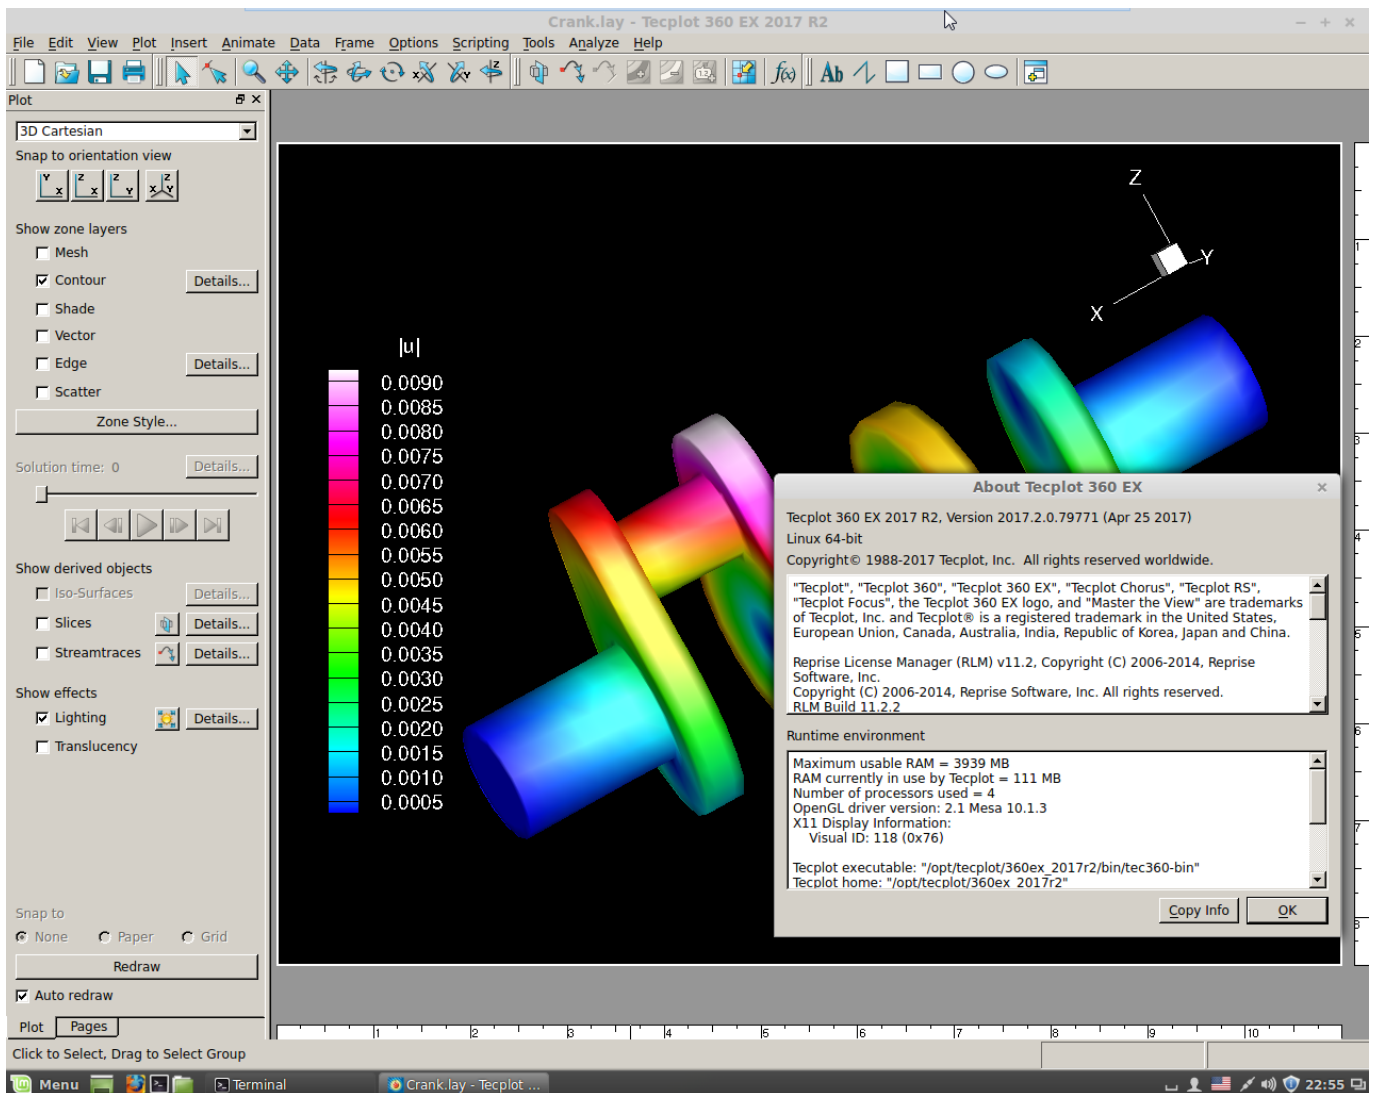 Crank.lay - Tecplot 360 EX 2017 R2
File Edit View Plot Insert Animate Data Frame Options Scripting Tools Analyze Help
Plot
3D Cartesian
Snap to orientation view
Show zone layers
Mesh
Contour Details...
Shade
Vector
Edge Details...
Scatter
Zone Style...
Solution time: 0 Details...
Show derived objects
Iso-Surfaces Details...
Slices Details...
Streamtraces Details...
Show effects
Lighting Details...
Translucency
Snap to
None Paper Grid
Redraw
Auto redraw
Plot Pages
Click to Select, Drag to Select Group
|u|
0.0090
0.0085
0.0080
0.0075
0.0070
0.0065
0.0060
0.0055
0.0050
0.0045
0.0040
0.0035
0.0030
0.0025
0.0020
0.0015
0.0010
0.0005
Z
Y
X
About Tecplot 360 EX
Tecplot 360 EX 2017 R2, Version 2017.2.0.79771 (Apr 25 2017)
Linux 64-bit
Copyright© 1988-2017 Tecplot, Inc. All rights reserved worldwide.
"Tecplot", "Tecplot 360", "Tecplot 360 EX", "Tecplot Chorus", "Tecplot RS",
"Tecplot Focus", the Tecplot 360 EX logo, and "Master the View" are trademarks
of Tecplot, Inc. and Tecplot® is a registered trademark in the United States,
European Union, Canada, Australia, India, Republic of Korea, Japan and China.
Reprise License Manager (RLM) v11.2, Copyright (C) 2006-2014, Reprise
Software, Inc.
Copyright (C) 2006-2014, Reprise Software, Inc. All rights reserved.
RLM Build 11.2.2
Runtime environment
Maximum usable RAM = 3939 MB
RAM currently in use by Tecplot = 111 MB
Number of processors used = 4
OpenGL driver version: 2.1 Mesa 10.1.3
X11 Display Information:
Visual ID: 118 (0x76)
Tecplot executable: "/opt/tecplot/360ex_2017r2/bin/tec360-bin"
Tecplot home: "/opt/tecplot/360ex_2017r2"
Copy Info OK
1
2
3
4
5
6
7
8
1 2 3 4 5 6 7 8 9 10
Menu Terminal Crank.lay - Tecplot ... 22:55